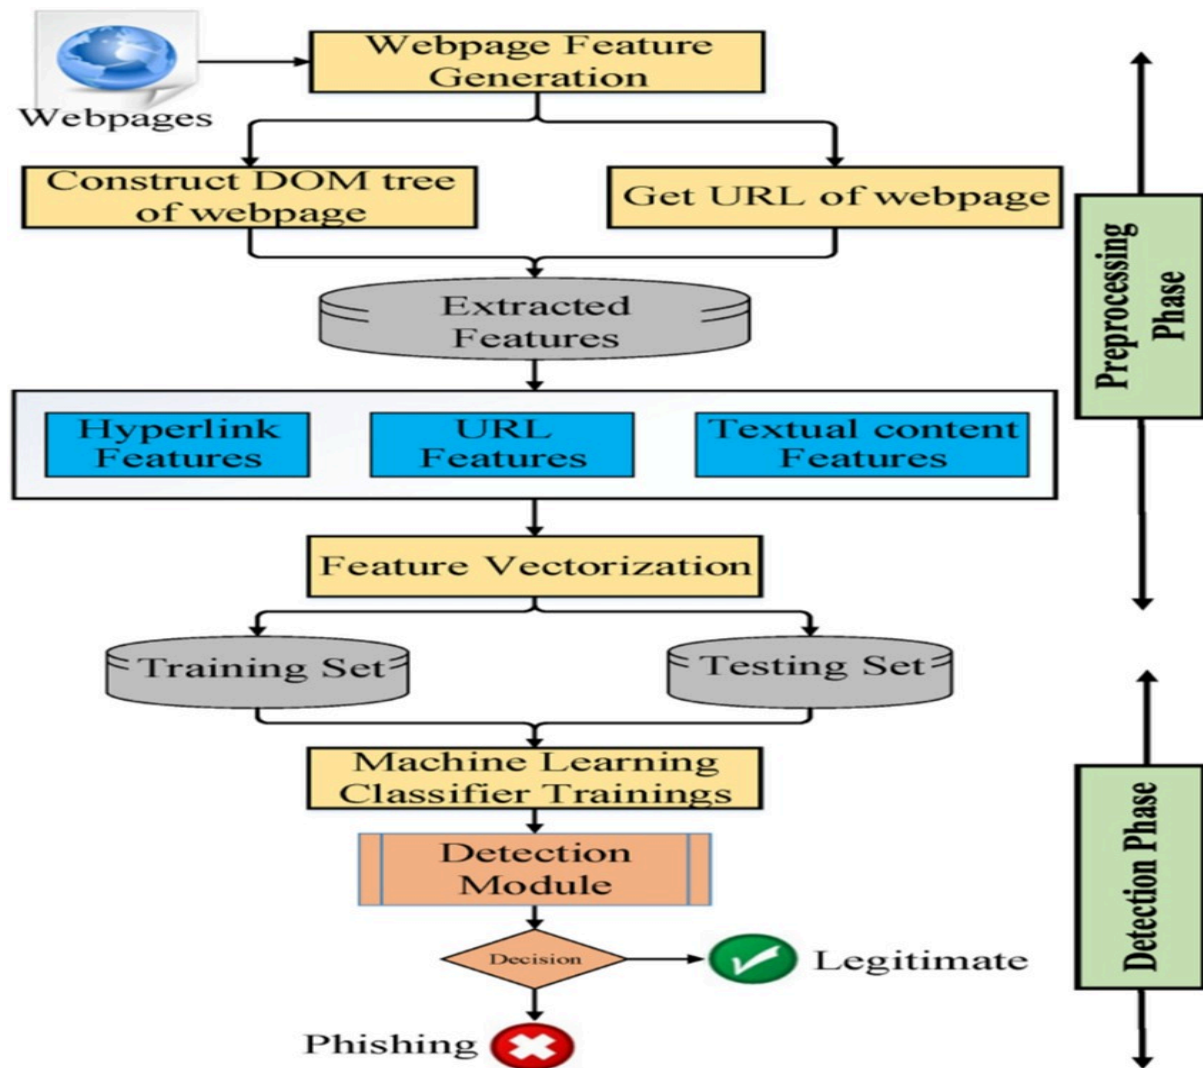 Webpages
Webpage Feature
Generation
Construct DOM tree
of webpage
Get URL of webpage
Extracted
Features
Hyperlink
Features
URL
Features
Textual content
Features
Feature Vectorization
Training Set
Testing Set
Machine Learning
Classifier Trainings
Detection
Module
Decision
Legitimate
Phishing
Preprocessing
Phase
Detection Phase